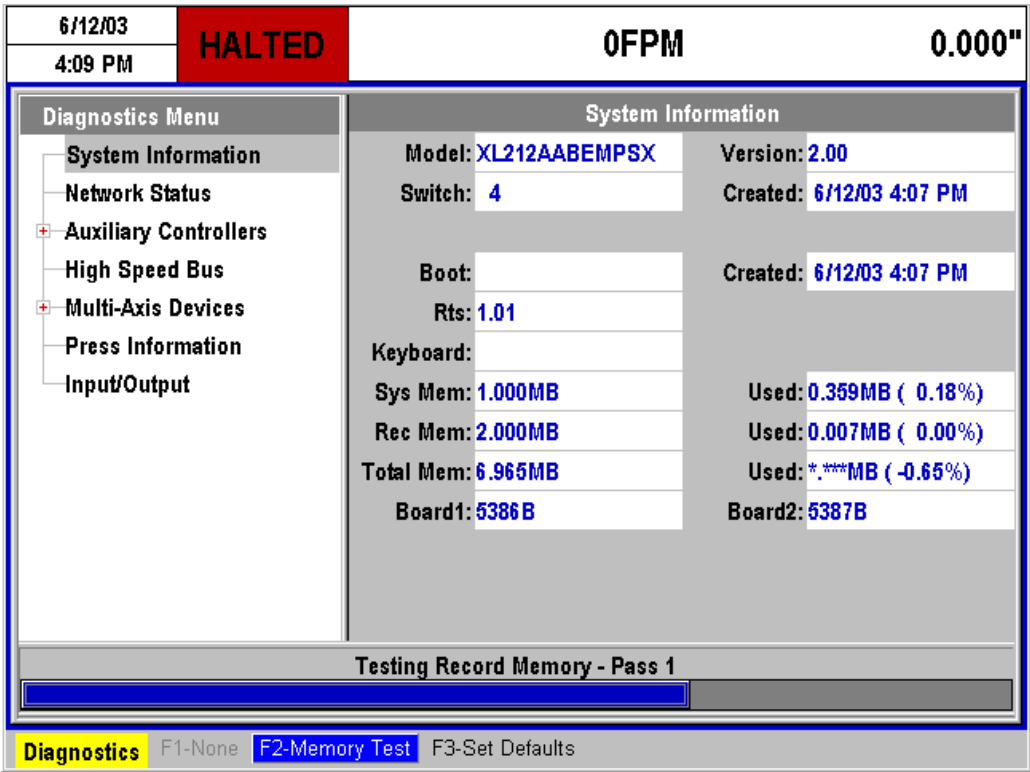 6/12/03
4:09 PM
HALTED
0FPM
0.000"
Diagnostics Menu
System Information
Network Status
Auxiliary Controllers
High Speed Bus
Multi-Axis Devices
Press Information
Input/Output
System Information
Model: XL212AABEMPSX Version: 2.00
Switch: 4 Created: 6/12/03 4:07 PM
Boot: Created: 6/12/03 4:07 PM
Rts: 1.01
Keyboard:
Sys Mem: 1.000MB Used: 0.359MB ( 0.18%)
Rec Mem: 2.000MB Used: 0.007MB ( 0.00%)
Total Mem: 6.965MB Used: *.***MB ( -0.65%)
Board1: 5386B Board2: 5387B
Testing Record Memory - Pass 1
Diagnostics F1-None F2-Memory Test F3-Set Defaults